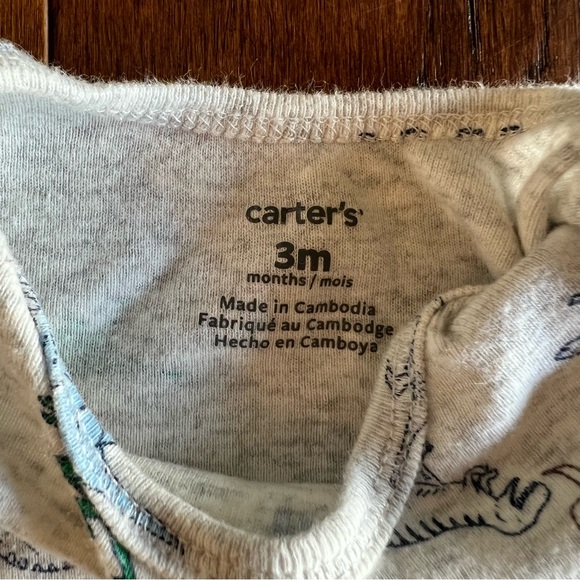 carter's
3m
months / mois
Made in Cambodia
Fabriqué au Cambodge
Hecho en Camboya